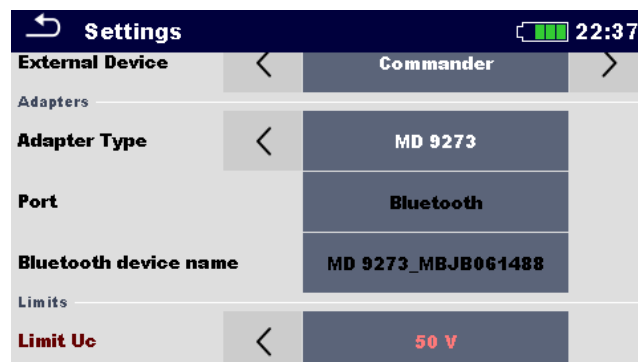 Settings 22:37
External Device Commander
Adapters
Adapter Type MD 9273
Port Bluetooth
Bluetooth device name MD 9273_MBJB061488
Limits
Limit Uc 50 V